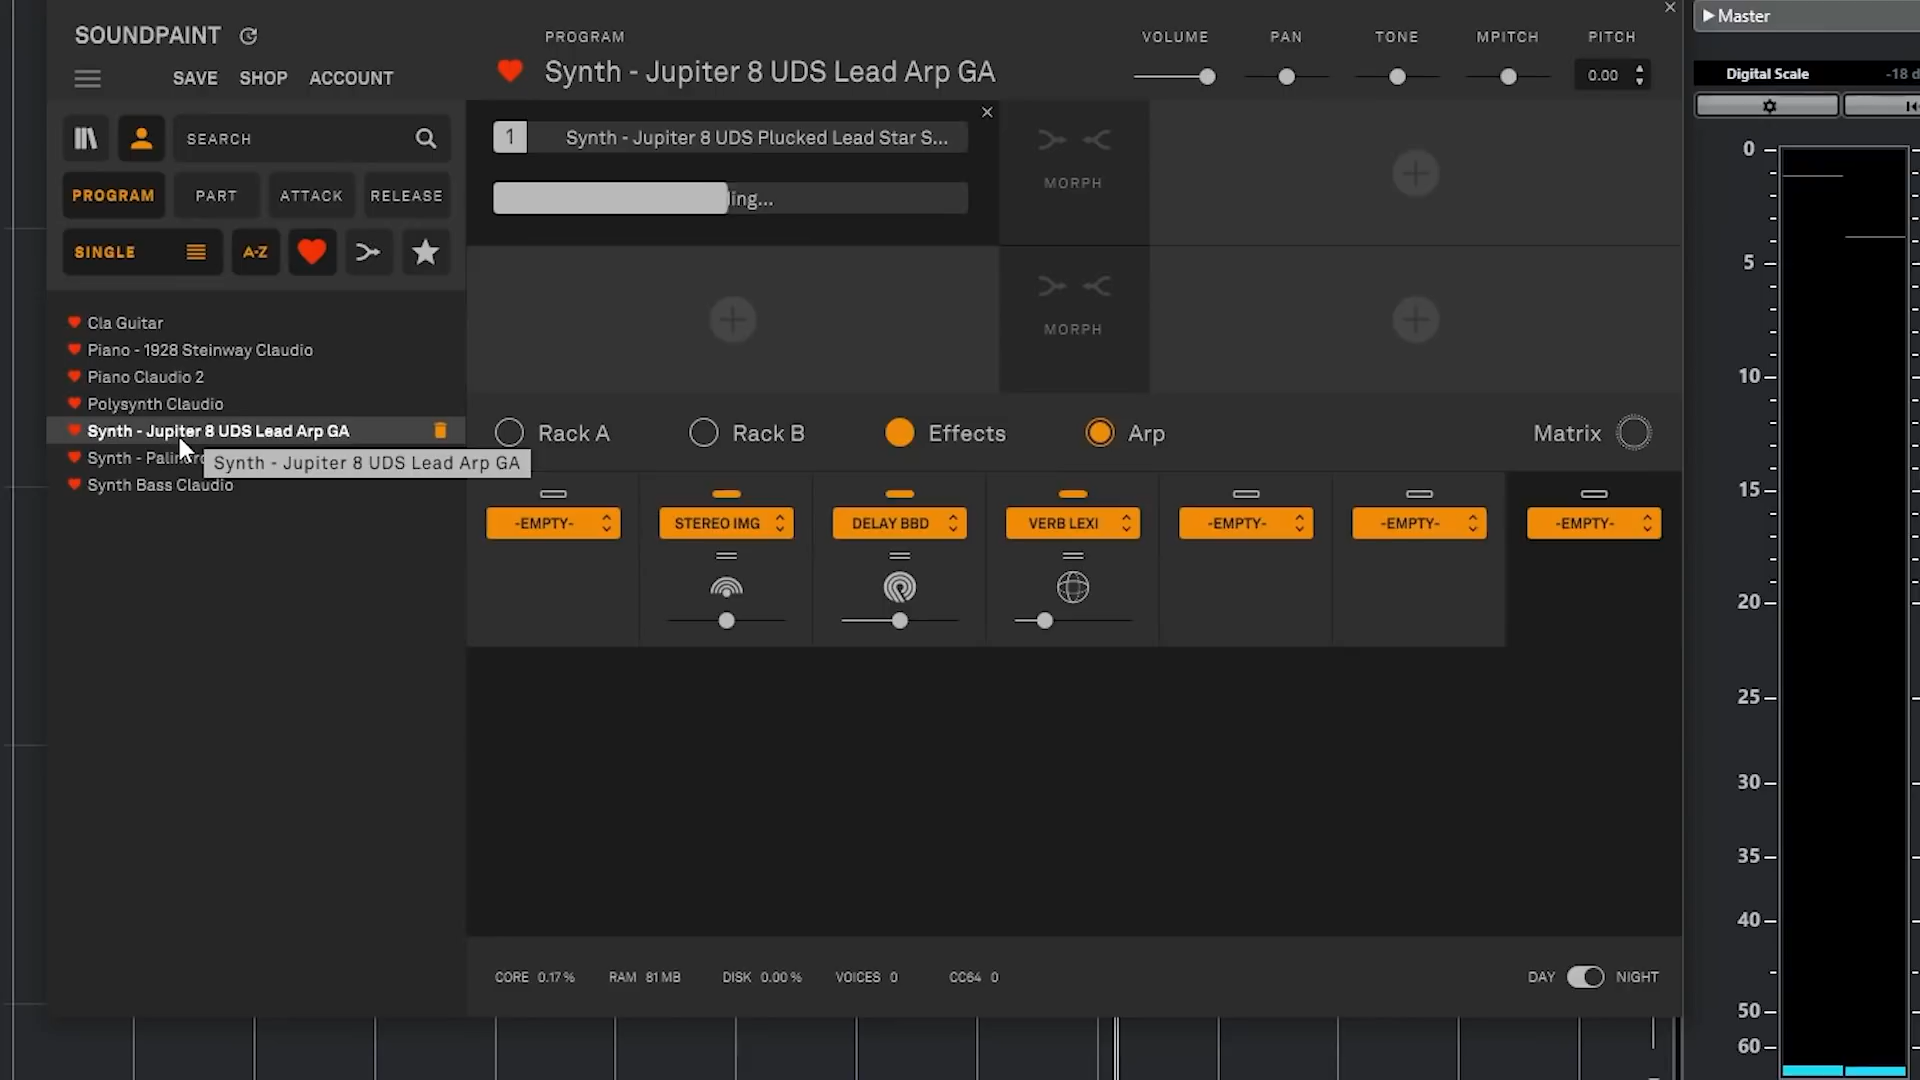 SOUNDPAINT
SAVE SHOP ACCOUNT
PROGRAM
Synth - Jupiter 8 UDS Lead Arp GA
VOLUME PAN TONE MPITCH PITCH
0.00
SEARCH
PROGRAM PART ATTACK RELEASE
SINGLE A-Z
Cla Guitar
Piano - 1928 Steinway Claudio
Piano Claudio 2
Polysynth Claudio
Synth - Jupiter 8 UDS Lead Arp GA
Synth - Palin
Synth - Jupiter 8 UDS Lead Arp GA
Synth Bass Claudio
1 Synth - Jupiter 8 UDS Plucked Lead Star S...
ing...
MORPH
MORPH
Rack A Rack B Effects Arp Matrix
-EMPTY- STEREO IMG DELAY BBD VERB LEXI -EMPTY- -EMPTY- -EMPTY-
CORE 0.17 % RAM 81 MB DISK 0.00 % VOICES 0 CC64 0
DAY NIGHT
Master
Digital Scale -18 d
0
5
10
15
20
25
30
35
40
50
60